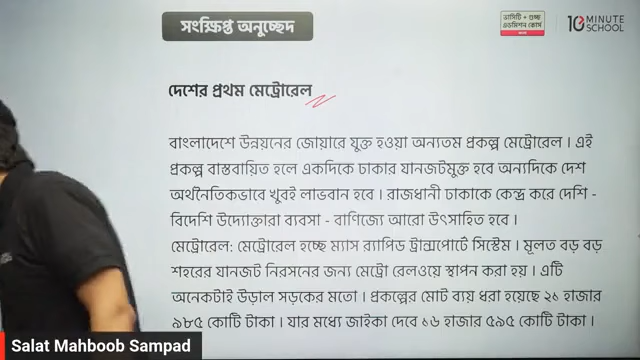 সংক্ষিপ্ত অনুচ্ছেদ
ভার্সিটি + গুচ্ছ
এডমিশন কোর্স
10 MINUTE SCHOOL
দেশের প্রথম মেট্রোরেল
বাংলাদেশে উন্নয়নের জোয়ারে যুক্ত হওয়া অন্যতম প্রকল্প মেট্রোরেল । এই
প্রকল্প বাস্তবায়িত হলে একদিকে ঢাকার যানজটমুক্ত হবে অন্যদিকে দেশ
অর্থনৈতিকভাবে খুবই লাভবান হবে । রাজধানী ঢাকাকে কেন্দ্র করে দেশি -
বিদেশি উদ্যোক্তারা ব্যবসা - বাণিজ্যে আরো উৎসাহিত হবে ।
মেট্রোরেল: মেট্রোরেল হচ্ছে ম্যাস র‍্যাপিড ট্রান্সপোর্টে সিস্টেম । মূলত বড় বড়
শহরের যানজট নিরসনের জন্য মেট্রো রেলওয়ে স্থাপন করা হয় । এটি
অনেকটাই উড়াল সড়কের মতো । প্রকল্পের মোট ব্যয় ধরা হয়েছে ২১ হাজার
৯৮৫ কোটি টাকা । যার মধ্যে জাইকা দেবে ১৬ হাজার ৫৯৫ কোটি টাকা ।
Salat Mahboob Sampad